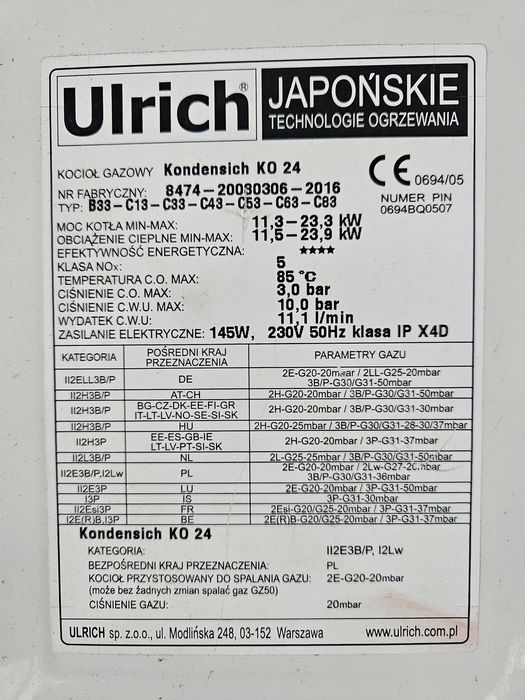 Ulrich®
JAPOŃSKIE
TECHNOLOGIE OGRZEWANIA
KOCIOŁ GAZOWY Kondensich KO 24
CE 0694/05
NR FABRYCZNY: 8474-20080306-2016
NUMER PIN
TYP: B33-C13-C33-C43-C53-C63-C83
0694BQ0507
MOC KOTŁA MIN-MAX: 11,3-23,3 kW
OBCIĄŻENIE CIEPLNE MIN-MAX: 11,5-23,9 kW
EFEKTYWNOŚĆ ENERGETYCZNA: ★★★★
KLASA NOx: 5
TEMPERATURA C.O. MAX: 85 °C
CIŚNIENIE C.O. MAX: 3,0 bar
CIŚNIENIE C.W.U. MAX: 10,0 bar
WYDATEK C.W.U: 11,1 l/min
ZASILANIE ELEKTRYCZNE: 145W, 230V 50Hz klasa IP X4D
KATEGORIA POŚREDNI KRAJ PRZEZNACZENIA PARAMETRY GAZU
II2ELL3B/P DE 2E-G20-20mbar / 2LL-G25-20mbar
3B/P-G30/G31-50mbar
II2H3B/P AT-CH 2H-G20-20mbar / 3B/P-G30/G31-50mbar
II2H3B/P BG-CZ-DK-EE-FI-GR
IT-LT-LV-NO-SE-SI-SK 2H-G20-20mbar / 3B/P-G30/G31-30mbar
II2H3B/P HU 2H-G20-25mbar / 3B/P-G30/G31-28-30/37mbar
II2H3P EE-ES-GB-IE
LT-LV-PT-SI-SK 2H-G20-20mbar / 3P-G31-37mbar
II2L3B/P NL 2L-G25-25mbar / 3B/P-G30/G31-50mbar
II2E3B/P,I2Lw PL 2E-G20-20mbar / 2Lw-G27-20mbar
3B/P-G30/G31-36mbar
II2E3P LU 2E-G20-20mbar / 3P-G31-50mbar
I3P IS 3P-G31-30mbar
II2Esi3P FR 2Esi-G20/G25-20mbar / 3P-G31-37mbar
I2E(R)B,I3P BE 2E(R)B-G20/G25-20mbar / 3P-G31-37mbar
Kondensich KO 24
KATEGORIA: II2E3B/P, I2Lw
BEZPOŚREDNI KRAJ PRZEZNACZENIA: PL
KOCIOŁ PRZYSTOSOWANY DO SPALANIA GAZU: 2E-G20-20mbar
(może bez żadnych zmian spalać gaz GZ50)
CIŚNIENIE GAZU: 20mbar
ULRICH sp. z o.o., ul. Modlińska 248, 03-152 Warszawa www.ulrich.com.pl